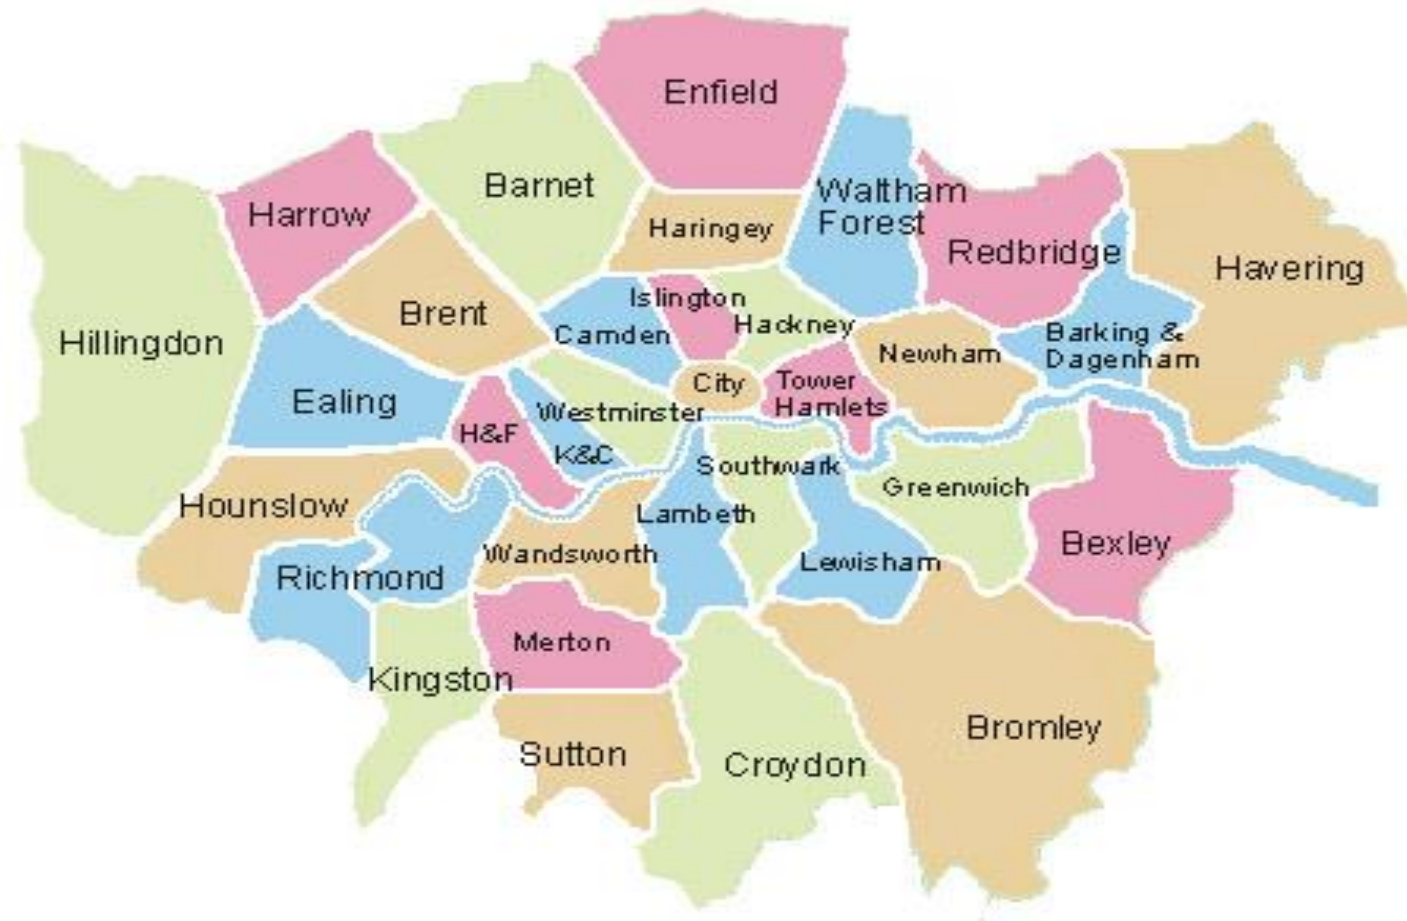 Enfield
Barnet
Waltham
Forest
Harrow
Haringey
Redbridge
Havering
Islington
Brent
Hackney
Camden
Barking &
Dagenham
Hillingdon
Newham
City
Tower
Hamlets
Ealing
Westminster
H&F
K&C
Southwark
Greenwich
Hounslow
Lambeth
Bexley
Wandsworth
Lewisham
Richmond
Merton
Kingston
Bromley
Sutton
Croydon